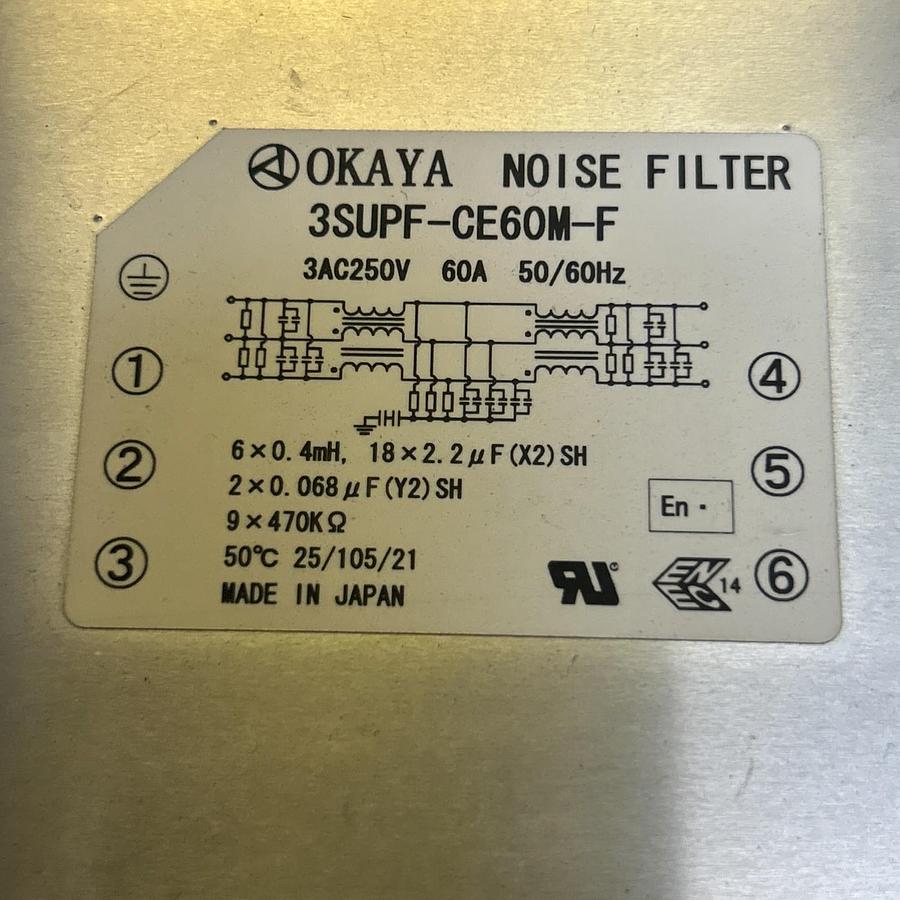 OKAYA NOISE FILTER
3SUPF-CE60M-F
3AC250V 60A 50/60Hz
①
②
③
④
⑤
⑥
6×0.4mH, 18×2.2μF(X2)SH
2×0.068μF(Y2)SH
9×470KΩ
50℃ 25/105/21
MADE IN JAPAN
En ·
RU®
ENEC 14